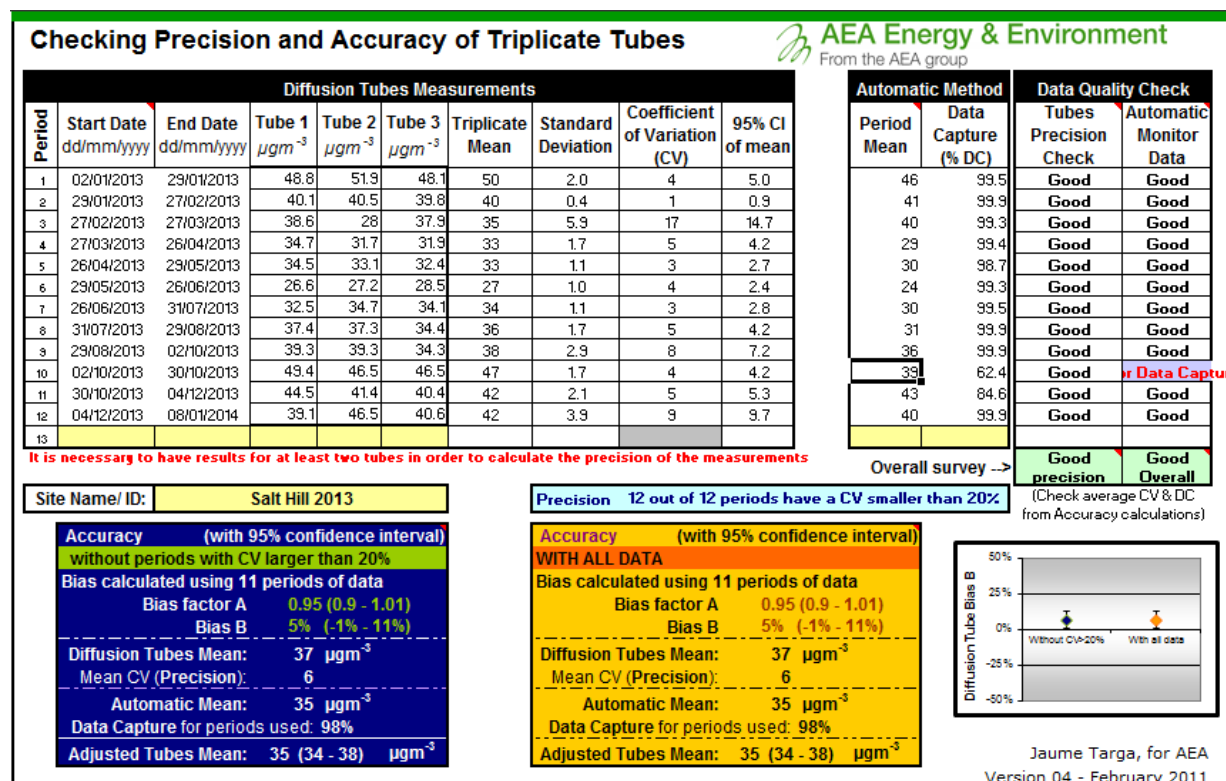 Checking Precision and Accuracy of Triplicate Tubes
AEA Energy & Environment
From the AEA group
Diffusion Tubes Measurements
Automatic Method
Data Quality Check
Period
Start Date dd/mm/yyyy
End Date dd/mm/yyyy
Tube 1 µgm⁻³
Tube 2 µgm⁻³
Tube 3 µgm⁻³
Triplicate Mean
Standard Deviation
Coefficient of Variation (CV)
95% CI of mean
Period Mean
Data Capture (% DC)
Tubes Precision Check
Automatic Monitor Data
1 02/01/2013 29/01/2013 48.8 51.9 48.1 50 2.0 4 5.0 46 99.5 Good Good
2 29/01/2013 27/02/2013 40.1 40.5 39.8 40 0.4 1 0.9 41 99.9 Good Good
3 27/02/2013 27/03/2013 38.6 28 37.9 35 5.9 17 14.7 40 99.3 Good Good
4 27/03/2013 26/04/2013 34.7 31.7 31.9 33 1.7 5 4.2 29 99.4 Good Good
5 26/04/2013 29/05/2013 34.5 33.1 32.4 33 1.1 3 2.7 30 98.7 Good Good
6 29/05/2013 26/06/2013 26.6 27.2 28.5 27 1.0 4 2.4 24 99.3 Good Good
7 26/06/2013 31/07/2013 32.5 34.7 34.1 34 1.1 3 2.8 30 99.5 Good Good
8 31/07/2013 29/08/2013 37.4 37.3 34.4 36 1.7 5 4.2 31 99.9 Good Good
9 29/08/2013 02/10/2013 39.3 39.3 34.3 38 2.9 8 7.2 36 99.9 Good Good
10 02/10/2013 30/10/2013 49.4 46.5 46.5 47 1.7 4 4.2 39 62.4 Good or Data Captur
11 30/10/2013 04/12/2013 44.5 41.4 40.4 42 2.1 5 5.3 43 84.6 Good Good
12 04/12/2013 08/01/2014 39.1 46.5 40.6 42 3.9 9 9.7 40 99.9 Good Good
13
It is necessary to have results for at least two tubes in order to calculate the precision of the measurements
Overall survey -->
Good precision
Good Overall
(Check average CV & DC
from Accuracy calculations)
Site Name/ ID: Salt Hill 2013
Precision 12 out of 12 periods have a CV smaller than 20%
Accuracy (with 95% confidence interval)
without periods with CV larger than 20%
Bias calculated using 11 periods of data
Bias factor A 0.95 (0.9 - 1.01)
Bias B 5% (-1% - 11%)
Diffusion Tubes Mean: 37 µgm⁻³
Mean CV (Precision): 6
Automatic Mean: 35 µgm⁻³
Data Capture for periods used: 98%
Adjusted Tubes Mean: 35 (34 - 38) µgm⁻³
Accuracy (with 95% confidence interval)
WITH ALL DATA
Bias calculated using 11 periods of data
Bias factor A 0.95 (0.9 - 1.01)
Bias B 5% (-1% - 11%)
Diffusion Tubes Mean: 37 µgm⁻³
Mean CV (Precision): 6
Automatic Mean: 35 µgm⁻³
Data Capture for periods used: 98%
Adjusted Tubes Mean: 35 (34 - 38) µgm⁻³
Diffusion Tube Bias B
50%
25%
0%
-25%
-50%
Without CV>20%
With all data
Jaume Targa, for AEA
Version 04 - February 2011